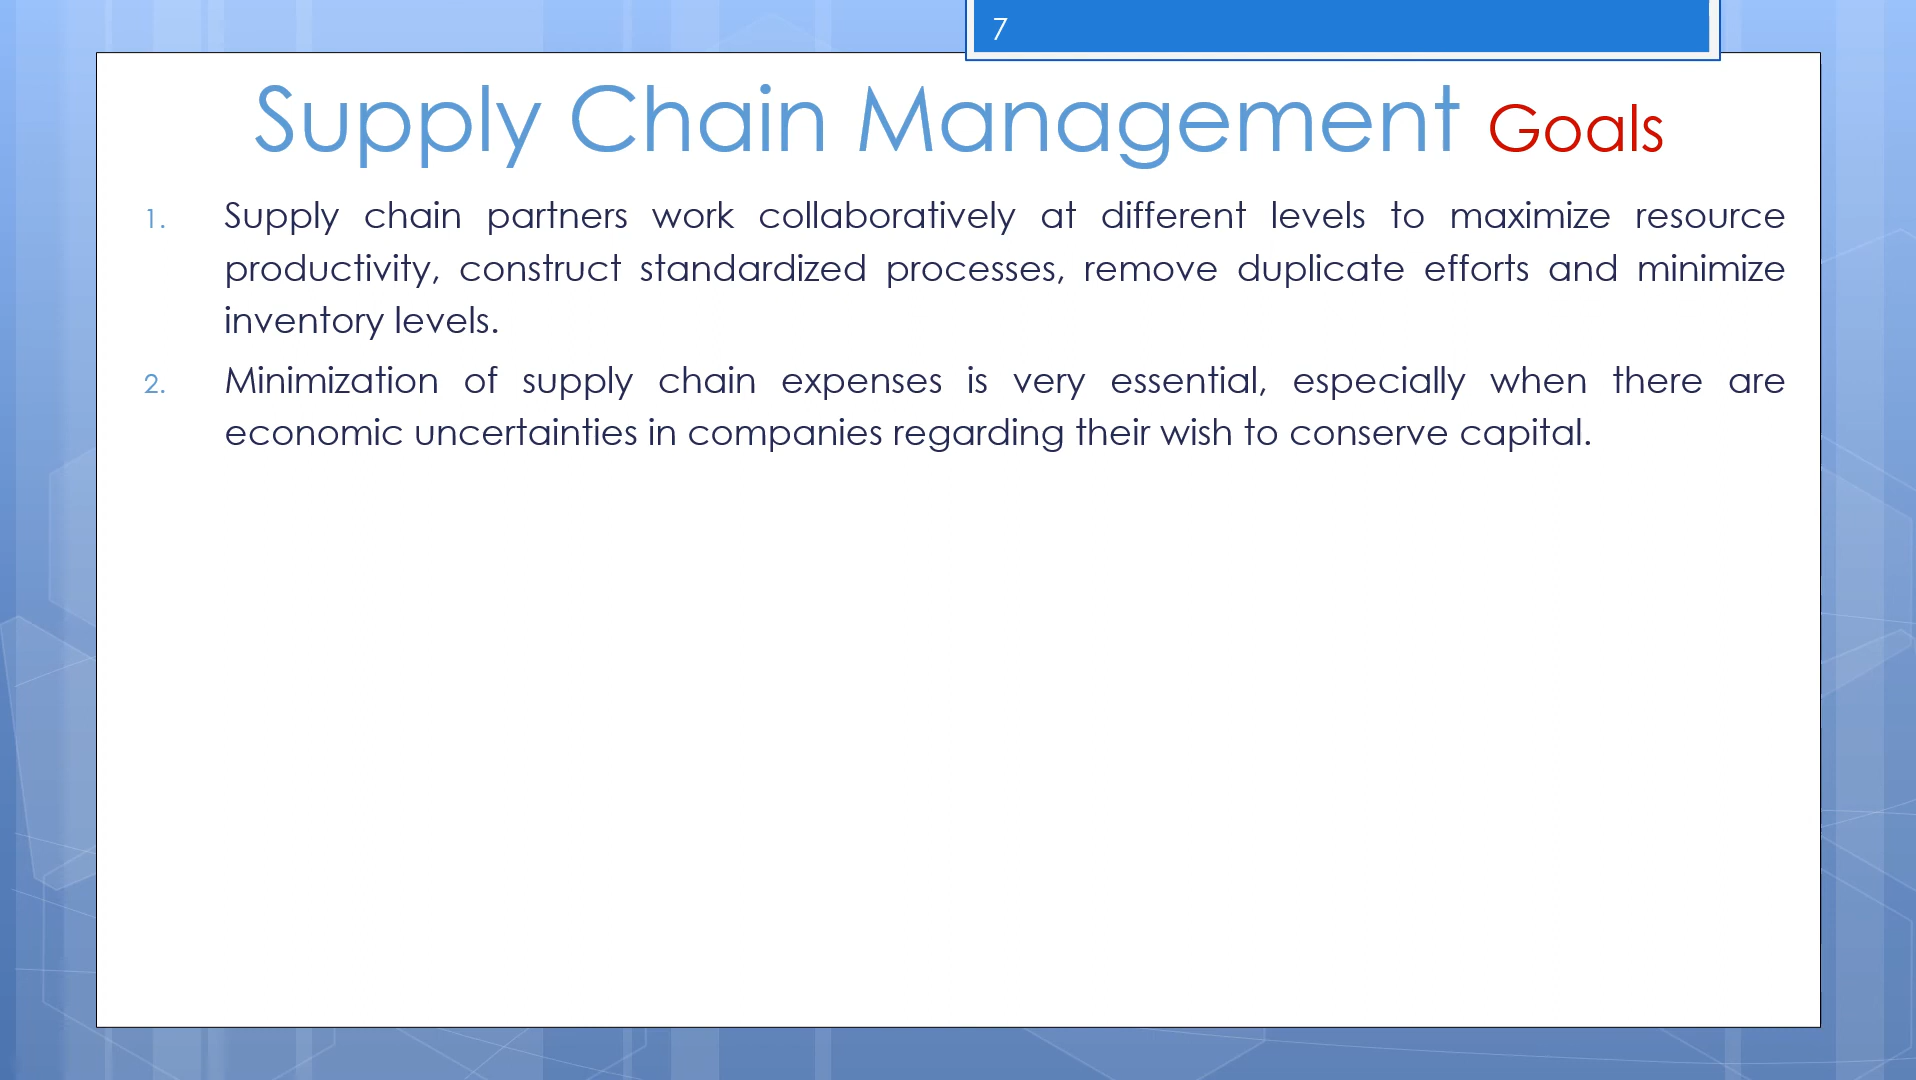 7
Supply Chain Management Goals
1. Supply chain partners work collaboratively at different levels to maximize resource
productivity, construct standardized processes, remove duplicate efforts and minimize
inventory levels.
2. Minimization of supply chain expenses is very essential, especially when there are
economic uncertainties in companies regarding their wish to conserve capital.